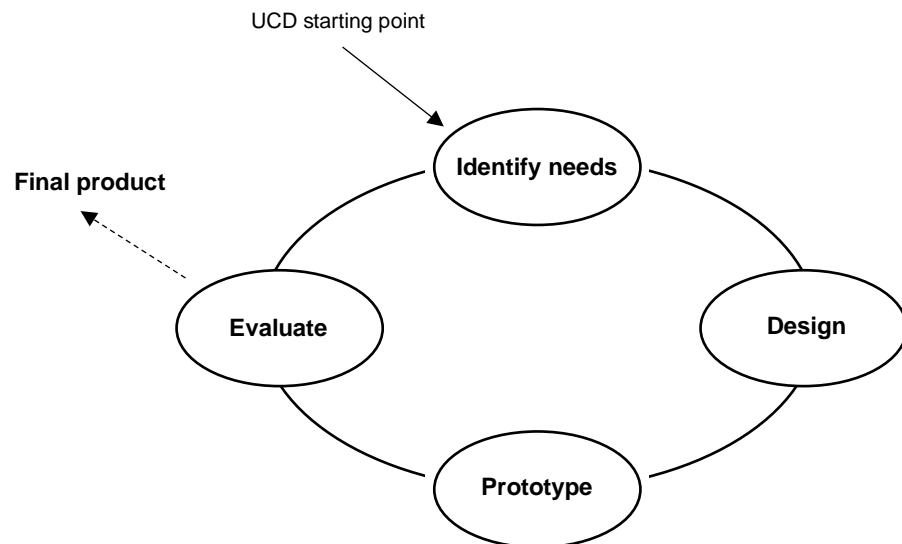 UCD starting point
Identify needs
Final product
Evaluate
Design
Prototype